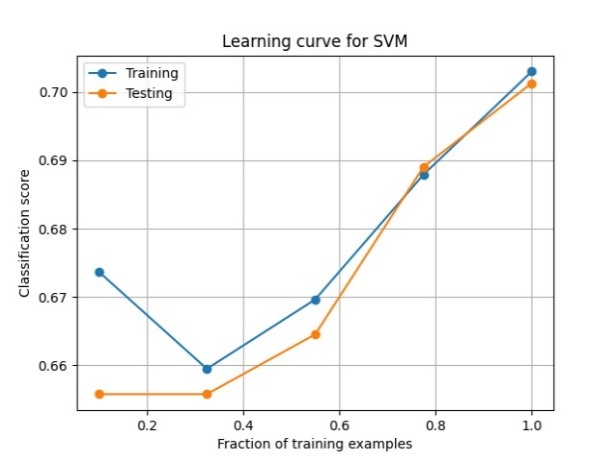 Learning curve for SVM
Training
Testing
0.70
0.69
0.68
0.67
0.66
Classification score
0.2 0.4 0.6 0.8 1.0
Fraction of training examples